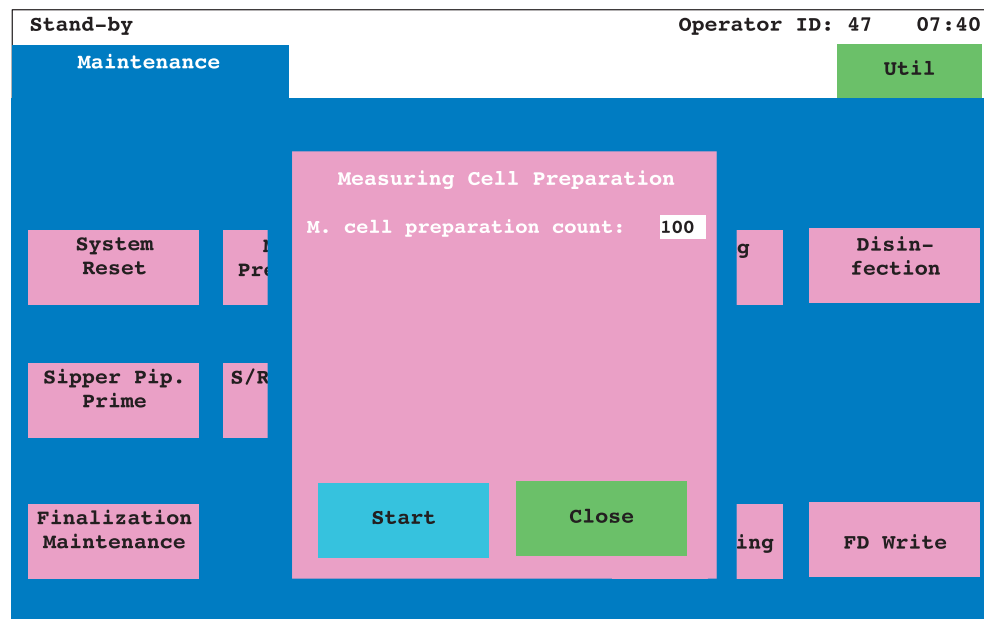 Stand-by Operator ID: 47 07:40
Maintenance
Util
Measuring Cell Preparation
M. cell preparation count: 100
System
Reset
g
Disin-
fection
Sipper Pip.
Prime
S/R
Start
Close
Finalization
Maintenance
ing
FD Write